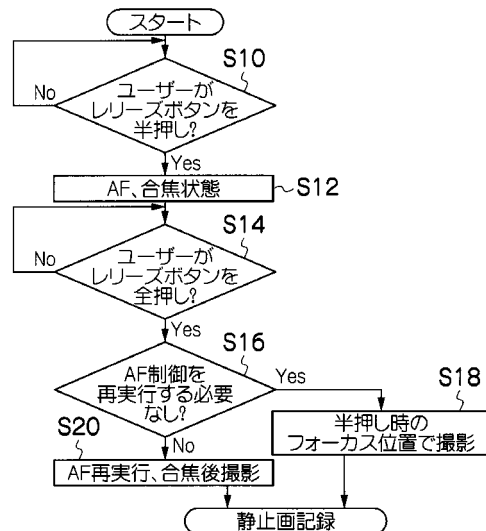 スタート
S10
ユーザーが
レリーズボタンを
半押し?
No
Yes
AF、合焦状態
S12
S14
ユーザーが
レリーズボタンを
全押し?
No
Yes
S16
AF制御を
再実行する必要
なし?
Yes
No
S18
半押し時の
フォーカス位置で撮影
S20
AF再実行、合焦後撮影
静止画記録